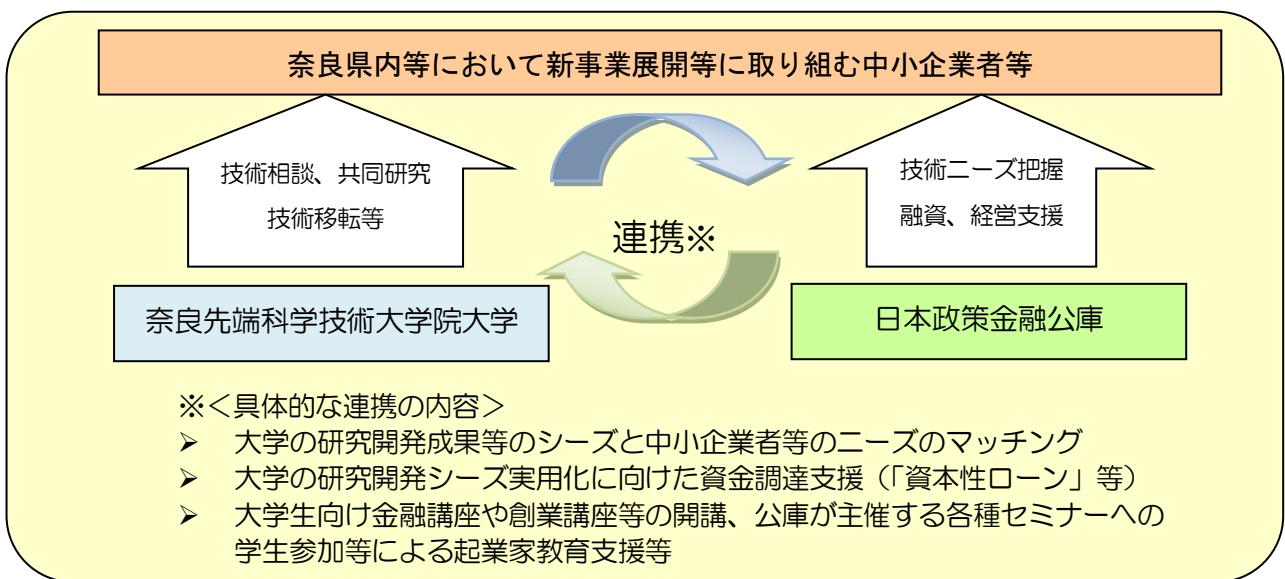 奈良県内等において新事業展開等に取り組む中小企業者等
技術相談、共同研究
技術移転等
技術ニーズ把握
融資、経営支援
連携※
奈良先端科学技術大学院大学
日本政策金融公庫
※＜具体的な連携の内容＞
➢ 大学の研究開発成果等のシーズと中小企業者等のニーズのマッチング
➢ 大学の研究開発シーズ実用化に向けた資金調達支援（「資本性ローン」等）
➢ 大学生向け金融講座や創業講座等の開講、公庫が主催する各種セミナーへの
学生参加等による起業家教育支援等